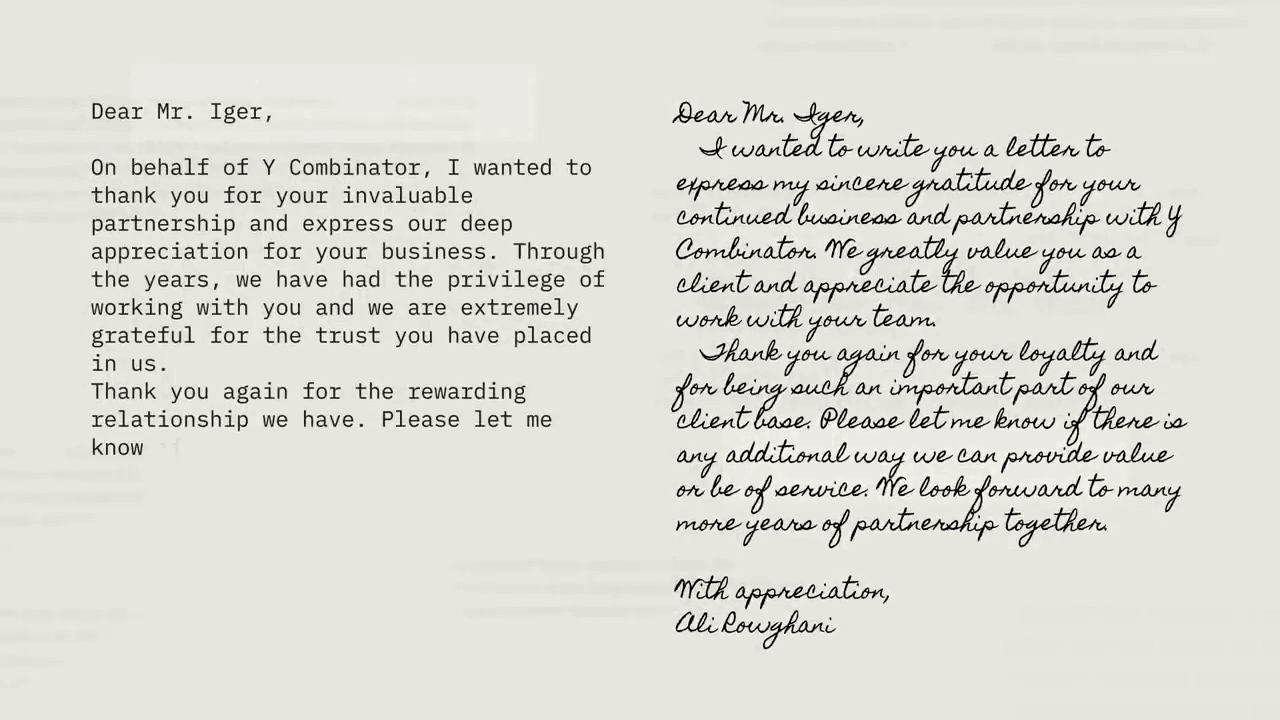 Dear Mr. Iger,
On behalf of Y Combinator, I wanted to
thank you for your invaluable
partnership and express our deep
appreciation for your business. Through
the years, we have had the privilege of
working with you and we are extremely
grateful for the trust you have placed
in us.
Thank you again for the rewarding
relationship we have. Please let me
know
Dear Mr. Iger,
I wanted to write you a letter to
express my sincere gratitude for your
continued business and partnership with Y
Combinator. We greatly value you as a
client and appreciate the opportunity to
work with your team.
Thank you again for your loyalty and
for being such an important part of our
client base. Please let me know if there is
any additional way we can provide value
or be of service. We look forward to many
more years of partnership together.
With appreciation,
Ali Rowghani